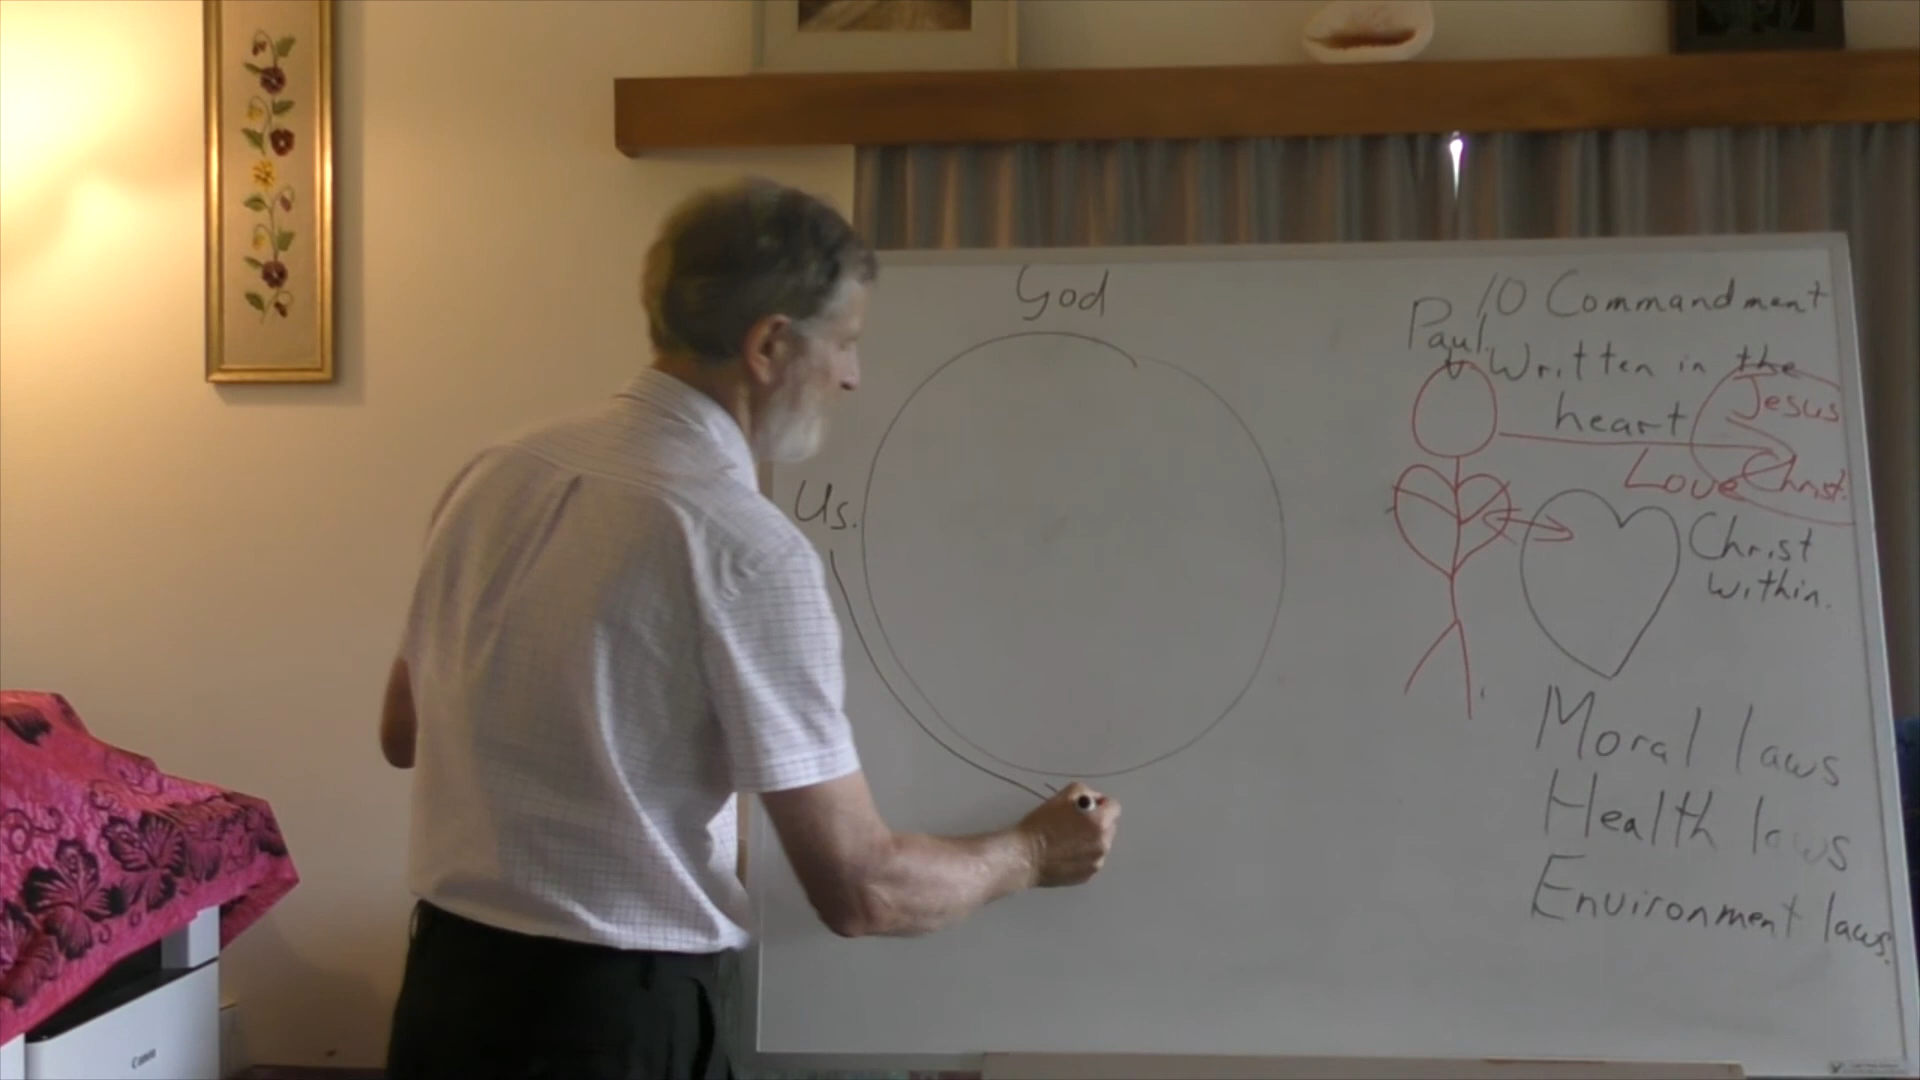 God
Us.
10 Commandment
Paul.
Written in the
heart
Jesus
Love Christ.
Christ
within.
Moral laws
Health laws
Environment laws.
Canon